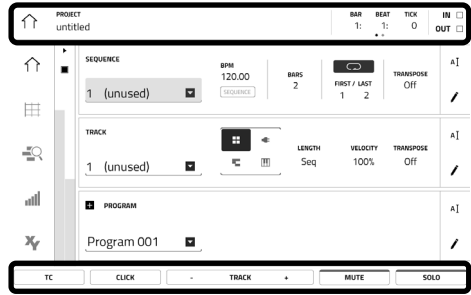 PROJECT
untitled
BAR BEAT TICK
1: 1: 0
IN
OUT
SEQUENCE
1 (unused)
BPM
120.00
SEQUENCE
BARS
2
FIRST / LAST
1 2
TRANSPOSE
Off
A
TRACK
1 (unused)
LENGTH
Seq
VELOCITY
100%
TRANSPOSE
Off
A
PROGRAM
Program 001
A
XY
TC CLICK - TRACK + MUTE SOLO